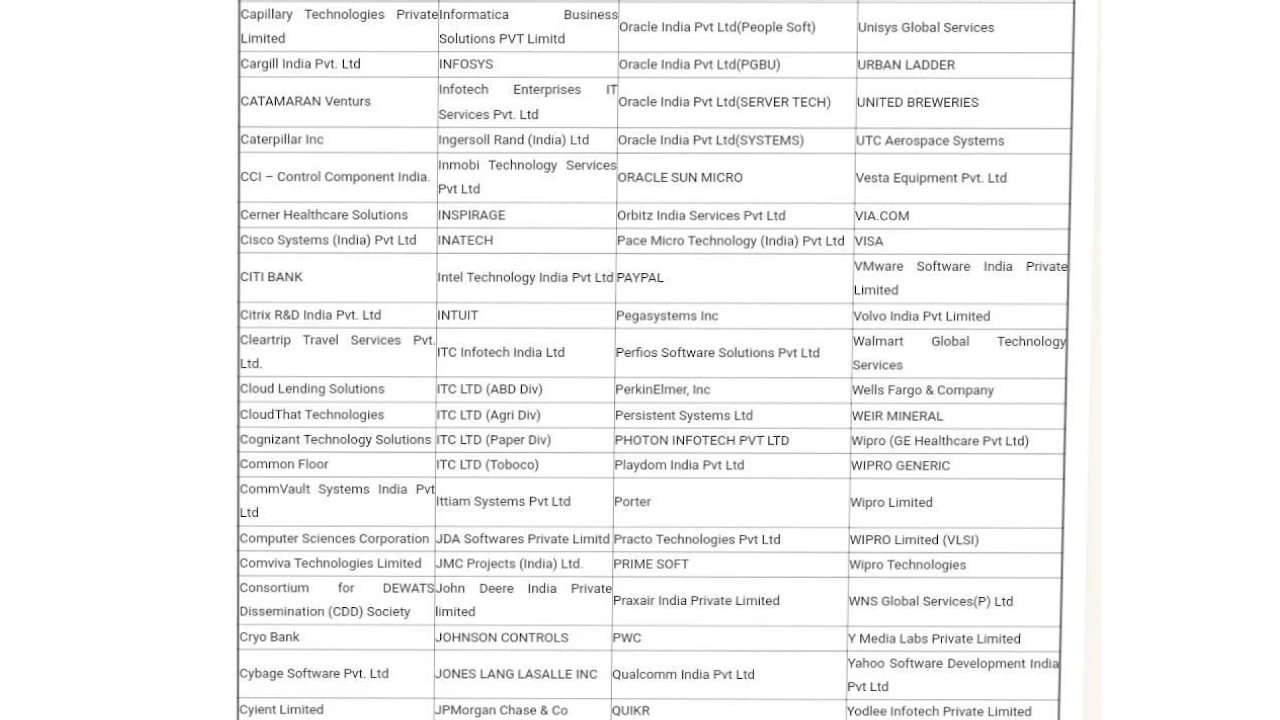 Capillary Technologies Private Limited Informatica Business Solutions PVT Limitd Oracle India Pvt Ltd(People Soft) Unisys Global Services
Cargill India Pvt. Ltd INFOSYS Oracle India Pvt Ltd(PGBU) URBAN LADDER
CATAMARAN Venturs Infotech Enterprises IT Services Pvt. Ltd Oracle India Pvt Ltd(SERVER TECH) UNITED BREWERIES
Caterpillar Inc Ingersoll Rand (India) Ltd Oracle India Pvt Ltd(SYSTEMS) UTC Aerospace Systems
CCI – Control Component India. Inmobi Technology Services Pvt Ltd ORACLE SUN MICRO Vesta Equipment Pvt. Ltd
Cerner Healthcare Solutions INSPIRAGE Orbitz India Services Pvt Ltd VIA.COM
Cisco Systems (India) Pvt Ltd INATECH Pace Micro Technology (India) Pvt Ltd VISA
CITI BANK Intel Technology India Pvt Ltd PAYPAL VMware Software India Private Limited
Citrix R&D India Pvt. Ltd INTUIT Pegasystems Inc Volvo India Pvt Limited
Cleartrip Travel Services Pvt. Ltd. ITC Infotech India Ltd Perfios Software Solutions Pvt Ltd Walmart Global Technology Services
Cloud Lending Solutions ITC LTD (ABD Div) PerkinElmer, Inc Wells Fargo & Company
CloudThat Technologies ITC LTD (Agri Div) Persistent Systems Ltd WEIR MINERAL
Cognizant Technology Solutions ITC LTD (Paper Div) PHOTON INFOTECH PVT LTD Wipro (GE Healthcare Pvt Ltd)
Common Floor ITC LTD (Toboco) Playdom India Pvt Ltd WIPRO GENERIC
CommVault Systems India Pvt Ltd Ittiam Systems Pvt Ltd Porter Wipro Limited
Computer Sciences Corporation JDA Softwares Private Limitd Practo Technologies Pvt Ltd WIPRO Limited (VLSI)
Comviva Technologies Limited JMC Projects (India) Ltd. PRIME SOFT Wipro Technologies
Consortium for DEWATS Dissemination (CDD) Society John Deere India Private limited Praxair India Private Limited WNS Global Services(P) Ltd
Cryo Bank JOHNSON CONTROLS PWC Y Media Labs Private Limited
Cybage Software Pvt. Ltd JONES LANG LASALLE INC Qualcomm India Pvt Ltd Yahoo Software Development India Pvt Ltd
Cyient Limited JPMorgan Chase & Co QUIKR Yodlee Infotech Private Limited